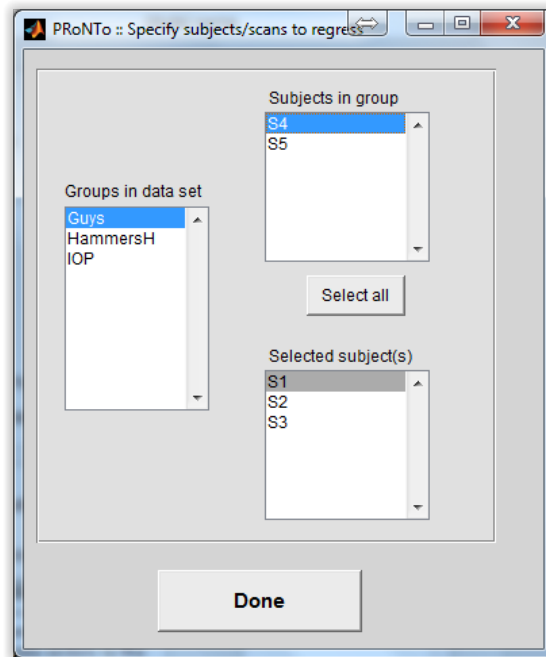 PRoNTo :: Specify subjects/scans to regress
Subjects in group
S4
S5
Groups in data set
Guys
HammersH
IOP
Select all
Selected subject(s)
S1
S2
S3
Done